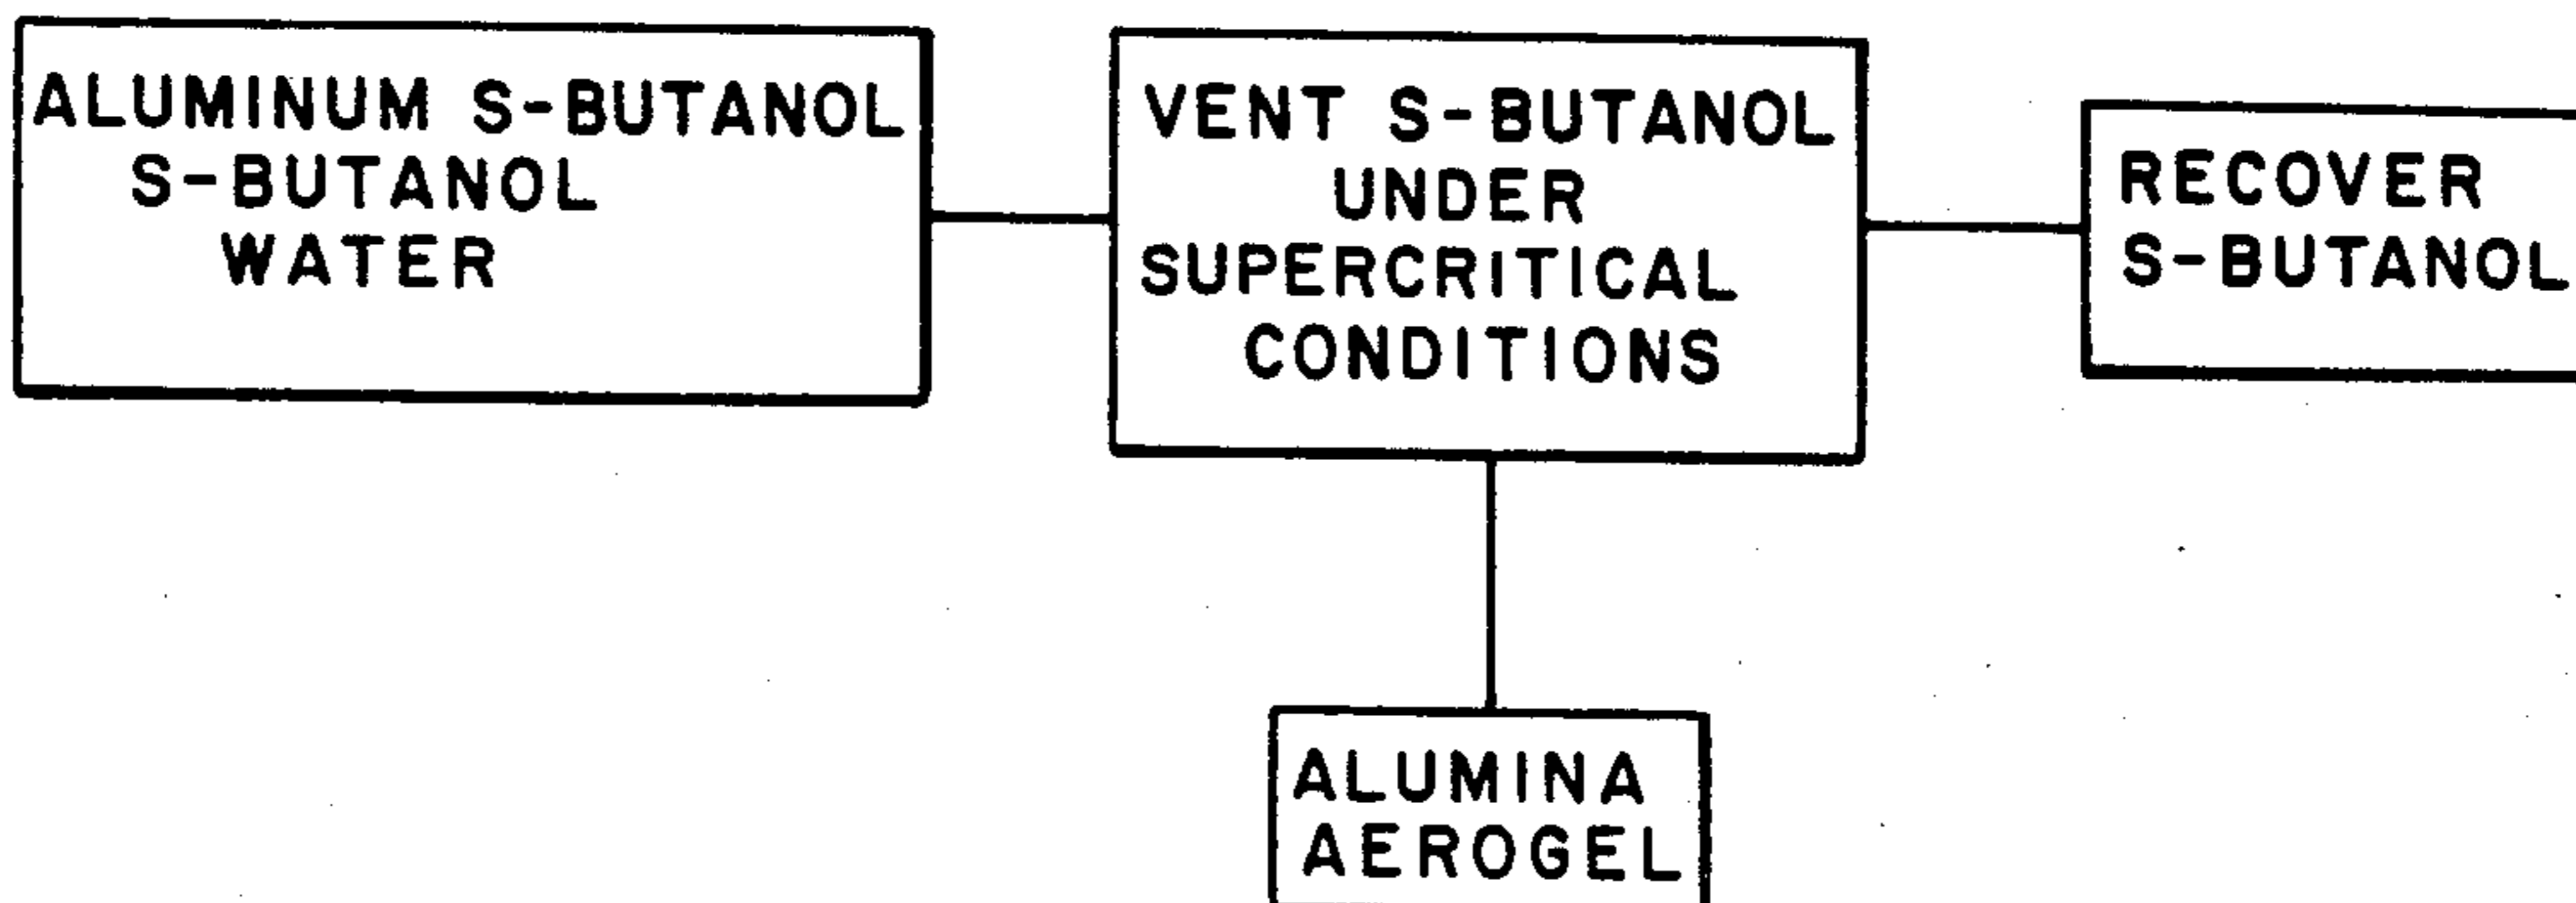 ALUMINUM S-BUTANOL
S-BUTANOL
WATER
VENT S-BUTANOL
UNDER
SUPERCRITICAL
CONDITIONS
RECOVER
S-BUTANOL
ALUMINA
AEROGEL